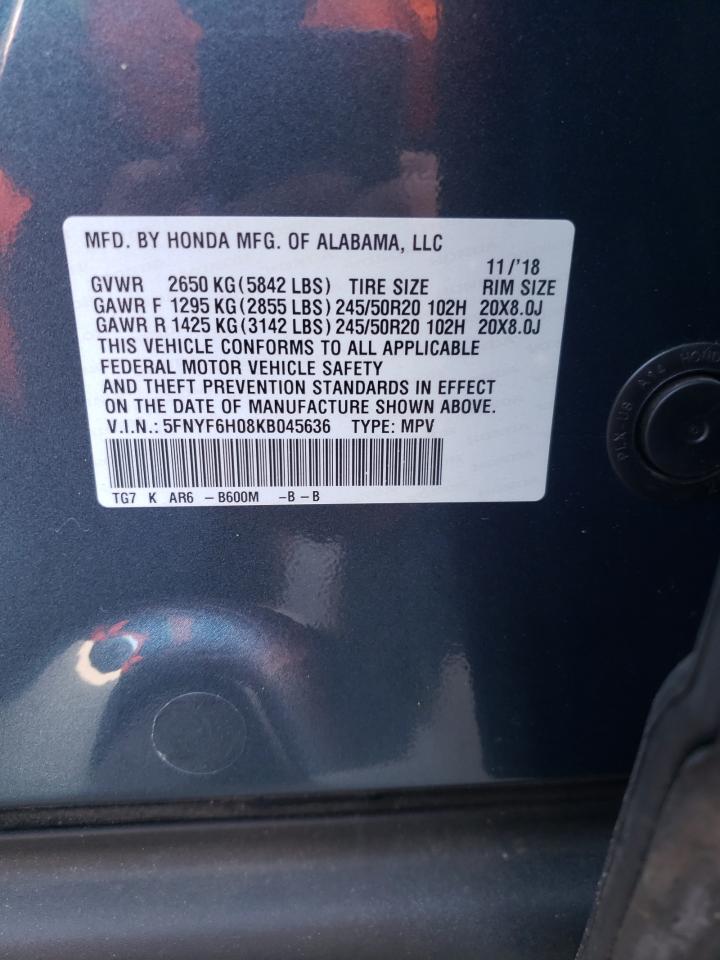 MFD. BY HONDA MFG. OF ALABAMA, LLC
11/'18
GVWR 2650 KG(5842 LBS) TIRE SIZE RIM SIZE
GAWR F 1295 KG(2855 LBS) 245/50R20 102H 20X8.0J
GAWR R 1425 KG(3142 LBS) 245/50R20 102H 20X8.0J
THIS VEHICLE CONFORMS TO ALL APPLICABLE
FEDERAL MOTOR VEHICLE SAFETY
AND THEFT PREVENTION STANDARDS IN EFFECT
ON THE DATE OF MANUFACTURE SHOWN ABOVE.
V.I.N.: 5FNYF6H08KB045636 TYPE: MPV
TG7 K AR6 -B600M -B-B